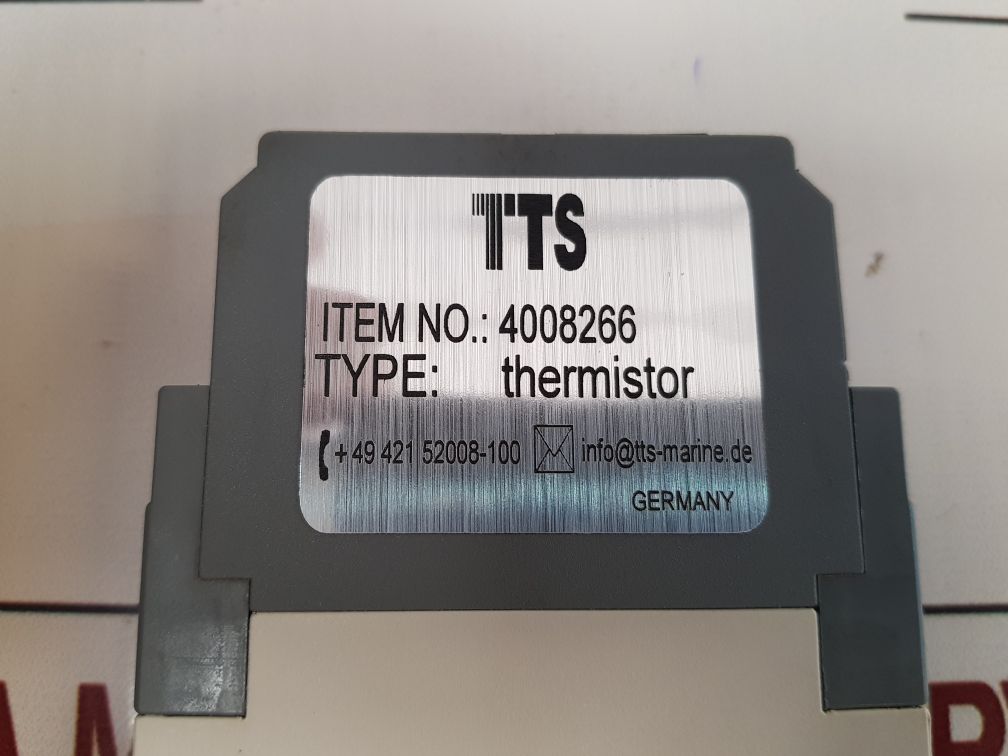 TTS
ITEM NO.: 4008266
TYPE: thermistor
+49 421 52008-100 info@tts-marine.de
GERMANY